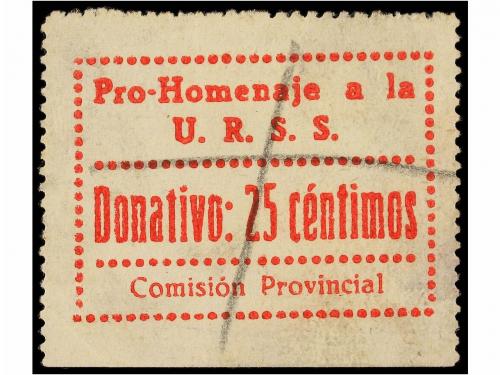 Pro-Homenaje a la
U. R. S. S.
Donativo: 25 céntimos
Comisión Provincial